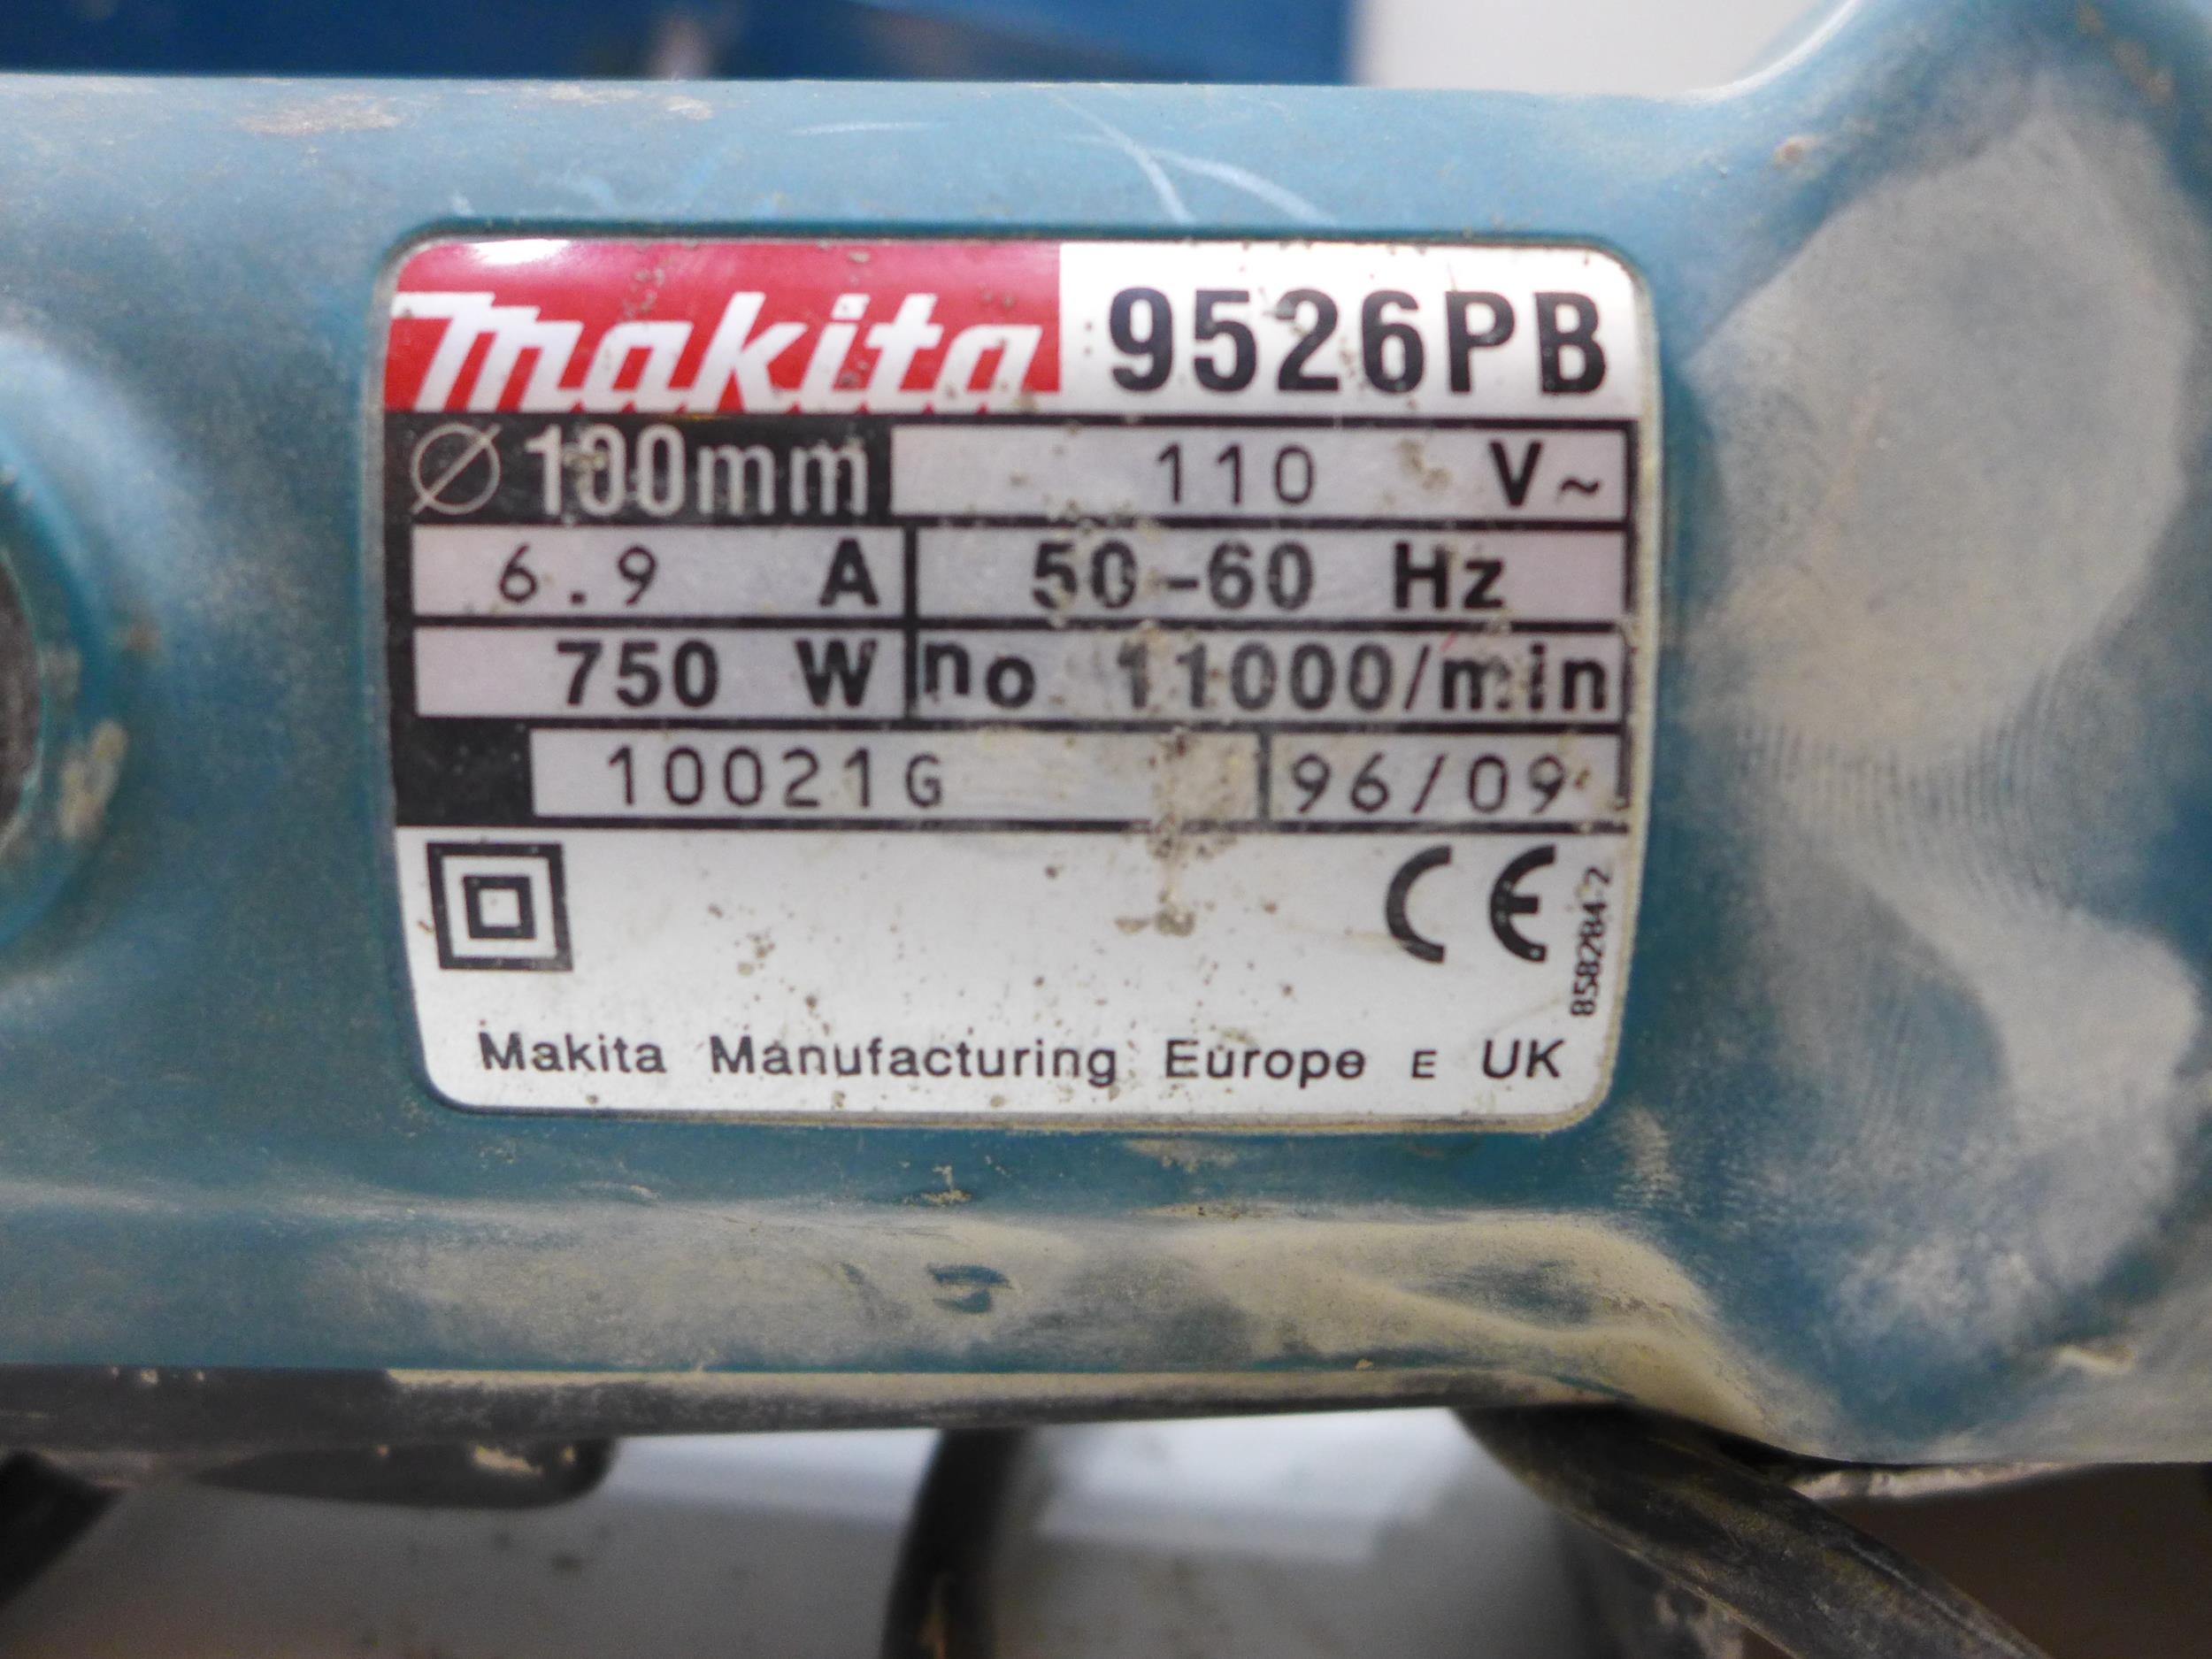 makita 9526PB
Ø 100mm 110 V~
6.9 A 50-60 Hz
750 W no 11000/min
10021G 96/09
CE
858284-2
Makita Manufacturing Europe E UK